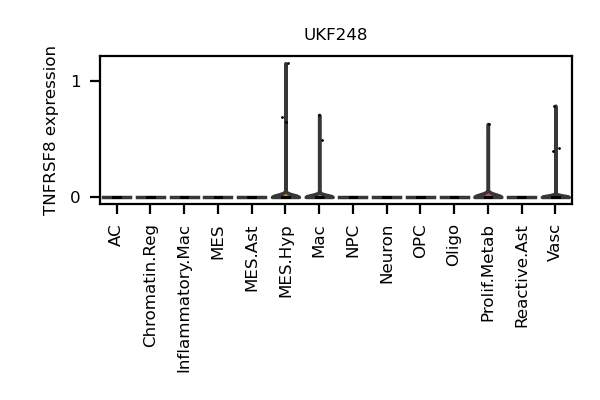 UKF248
TNFRSF8 expression
1
0
AC
Chromatin.Reg
Inflammatory.Mac
MES
MES.Ast
MES.Hyp
Mac
NPC
Neuron
OPC
Oligo
Prolif.Metab
Reactive.Ast
Vasc